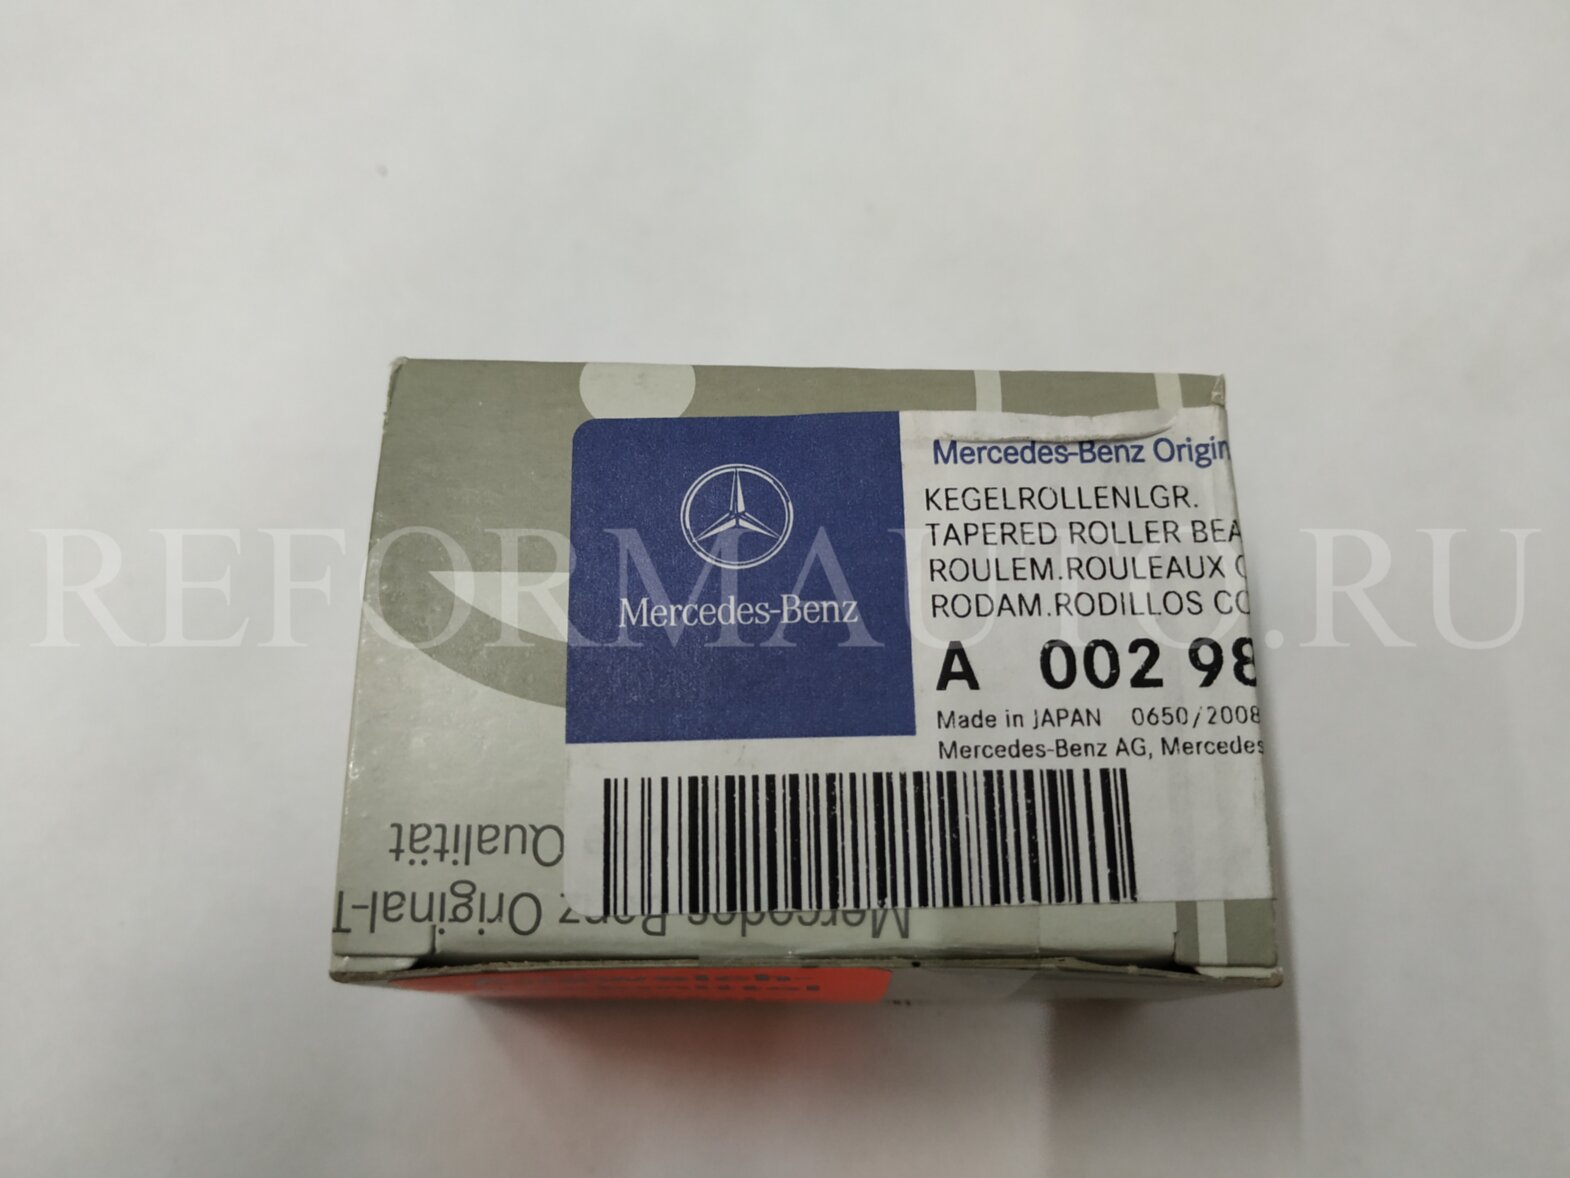 Mercedes-Benz Origin
KEGELROLLENLGR.
TAPERED ROLLER BEA
ROULEM.ROULEAUX C
RODAM.RODILLOS CO
A 002 98
Made in JAPAN 0650/2008
Mercedes-Benz AG, Mercedes
Mercedes-Benz
REFORMAUTO.RU
Qualität
Mercedes-Benz Original-T